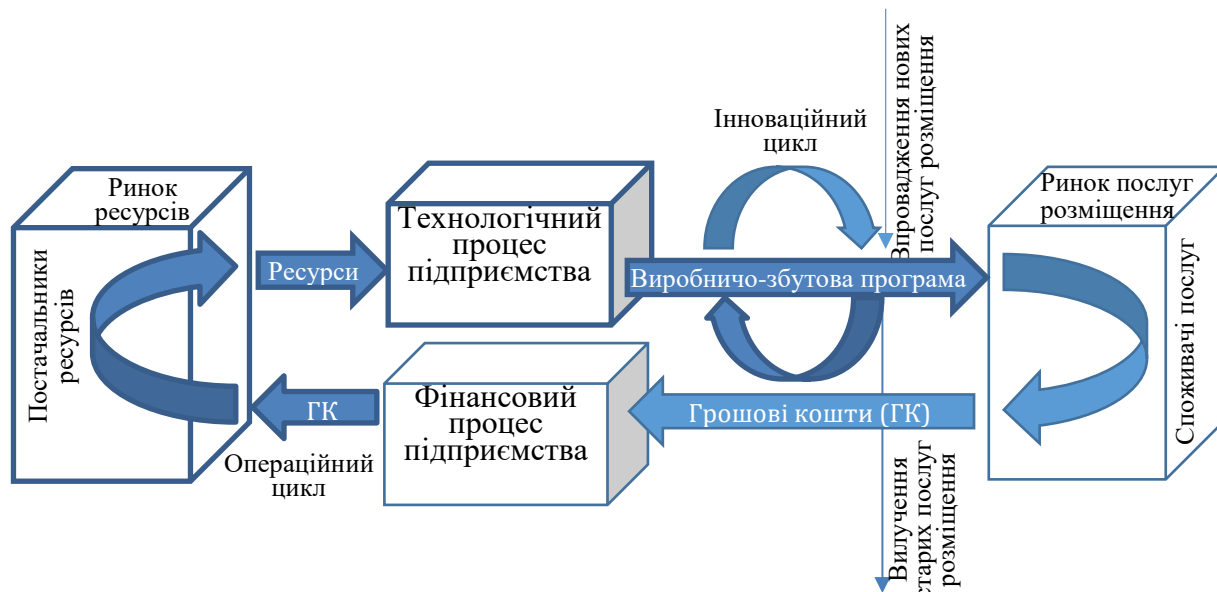 Ринок
ресурсів
Постачальники
ресурсів
Ресурси
Технологічний
процес
підприємства
Інноваційний
цикл
Впровадження нових
послуг розміщення
Виробничо-збутова програма
Ринок послуг
розміщення
Споживачі послуг
ГК
Операційний
цикл
Фінансовий
процес
підприємства
Грошові кошти (ГК)
Вилучення
старих послуг
розміщення